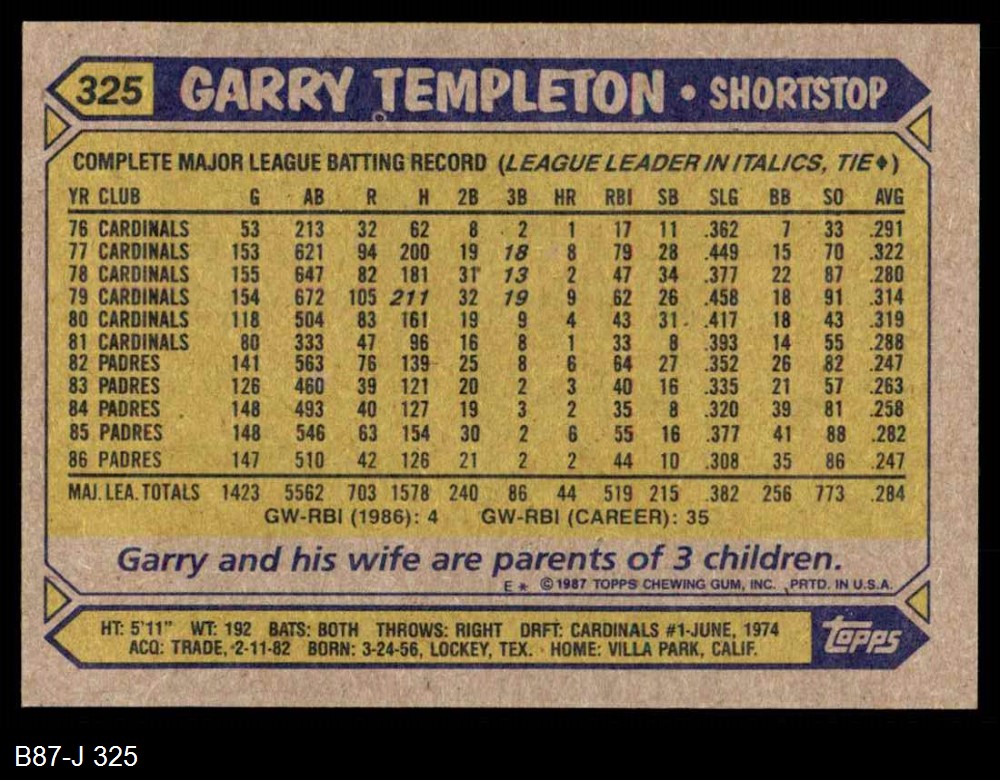 325 GARRY TEMPLETON • SHORTSTOP
COMPLETE MAJOR LEAGUE BATTING RECORD (LEAGUE LEADER IN ITALICS, TIE♦)
YR CLUB G AB R H 2B 3B HR RBI SB SLG BB SO AVG
76 CARDINALS 53 213 32 62 8 2 1 17 11 .362 7 33 .291
77 CARDINALS 153 621 94 200 19 18 8 79 28 .449 15 70 .322
78 CARDINALS 155 647 82 181 31 13 2 47 34 .377 22 87 .280
79 CARDINALS 154 672 105 211 32 19 9 62 26 .458 18 91 .314
80 CARDINALS 118 504 83 161 19 9 4 43 31 .417 18 43 .319
81 CARDINALS 80 333 47 96 16 8 1 33 8 .393 14 55 .288
82 PADRES 141 563 76 139 25 8 6 64 27 .352 26 82 .247
83 PADRES 126 460 39 121 20 2 3 40 16 .335 21 57 .263
84 PADRES 148 493 40 127 19 3 2 35 8 .320 39 81 .258
85 PADRES 148 546 63 154 30 2 6 55 16 .377 41 88 .282
86 PADRES 147 510 42 126 21 2 2 44 10 .308 35 86 .247
MAJ. LEA. TOTALS 1423 5562 703 1578 240 86 44 519 215 .382 256 773 .284
GW-RBI (1986): 4 GW-RBI (CAREER): 35
Garry and his wife are parents of 3 children.
E* ©1987 TOPPS CHEWING GUM, INC. PRTD. IN U.S.A.
HT: 5'11" WT: 192 BATS: BOTH THROWS: RIGHT DRFT: CARDINALS #1-JUNE, 1974
ACQ: TRADE, 2-11-82 BORN: 3-24-56, LOCKEY, TEX. HOME: VILLA PARK, CALIF.
topps
B87-J 325